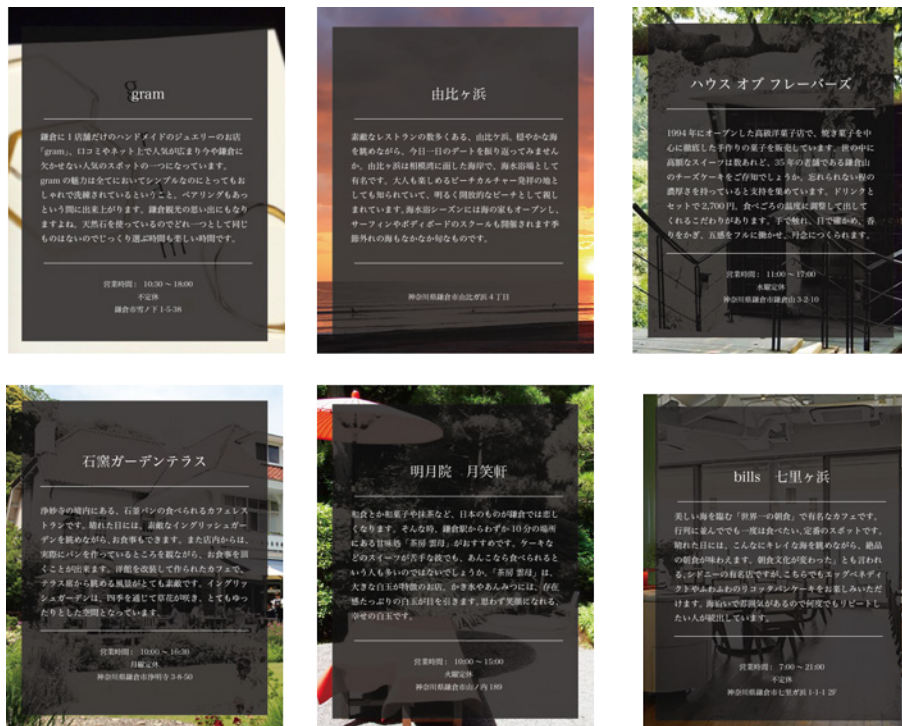 gram
鎌倉に1店舗だけのハンドメイドのジュエリーのお店
「gram」、口コミやネット上で人気が広まり今や鎌倉に
欠かせない人気のスポットの一つになっています。
gram の魅力は全てにおいてシンプルなのにとってもお
しゃれで洗練されているということ。ペアリングもあっ
という間に出来上がります。鎌倉観光の思い出にもなり
ますよね。天然石を使っているのでどれ一つとして同じ
ものはないのでじっくり選ぶ時間も楽しい時間です。
営業時間： 10:30 ～ 18:00
不定休
鎌倉市雪ノ下 1-5-38
由比ヶ浜
素敵なレストランの数多くある、由比ケ浜。穏やかな海
を眺めながら、今日一日のデートを振り返ってみません
か。由比ヶ浜は相模湾に面した海岸で、海水浴場として
有名です。大人も楽しめるビーチカルチャー発祥の地と
しても知られていて、明るく開放的なビーチとして親し
まれています。海水浴シーズンには海の家もオープンし、
サーフィンやボディボードのスクールも開催されます季
節外れの海もなかなか旬なものです。
神奈川県鎌倉市由比ガ浜 4 丁目
ハウス オブ フレーバーズ
1994 年にオープンした高級洋菓子店で、焼き菓子を中
心に徹底した手作りの菓子を販売しています。世の中に
高額なスイーツは数あれど、35 年の老舗である鎌倉山
のチーズケーキをご存知でしょうか。忘れられない程の
濃厚さを持っていると支持を集めています。ドリンクと
セットで 2,700 円。食べごろの温度に調整して出して
くれるこだわりがあります。手で触れ、目で確かめ、香
りをかぎ、五感をフルに働かせ、丹念につくられます。
営業時間： 11:00 ～ 17:00
水曜定休
神奈川県鎌倉市鎌倉山 3-2-10
石窯ガーデンテラス
浄妙寺の境内にある、石釜パンの食べられるカフェレス
トランです。晴れた日には、素敵なイングリッシュガー
デンを眺めながら、お食事もできます。また店内からは、
実際にパンを作っているところを観ながら、お食事を頂
くことが出来ます。洋館を改装して作られたカフェで、
テラス席から眺める風景がとても素敵です。イングリッ
シュガーデンは、四季を通じて草花が咲き、とてもゆっ
たりとした空間となっています。
営業時間： 10:00 ～ 16:30
月曜定休
神奈川県鎌倉市浄明寺 3-8-50
明月院　月笑軒
和食とか和菓子や抹茶など、日本のものが鎌倉では恋し
くなります。そんな時、鎌倉駅からわずか 10 分の場所
にある甘味処「茶房 雲母」があります。ケーキな
どのスイーツが苦手な彼でも、あんこなら食べられると
いう人も多いのではないでしょうか。「茶房 雲母」は、
大きな白玉が特徴のお店。かき氷やあんみつには、存在
感たっぷりの白玉が目を引きます。思わず笑顔になれる、
幸せの白玉です。
営業時間： 10:00 ～ 15:00
火曜定休
神奈川県鎌倉市山ノ内 189
bills　七里ヶ浜
美しい海を臨む「世界一の朝食」で有名なカフェです。
行列に並んででも一度は食べたい、定番のスポットです。
晴れた日には、こんなにキレイな海を眺めながら、絶品
の朝食が味わえます。朝食文化が変わった」とも言われ
る、シドニーの有名店ですが、こちらでもエッグベネディ
クトやふわふわのリコッタパンケーキをお楽しみいただ
けます。海沿いで雰囲気があるので何度でもリピートし
たい人が続出しています。
営業時間： 7:00 ～ 21:00
不定休
神奈川県鎌倉市七里ガ浜 1-1-1 2F